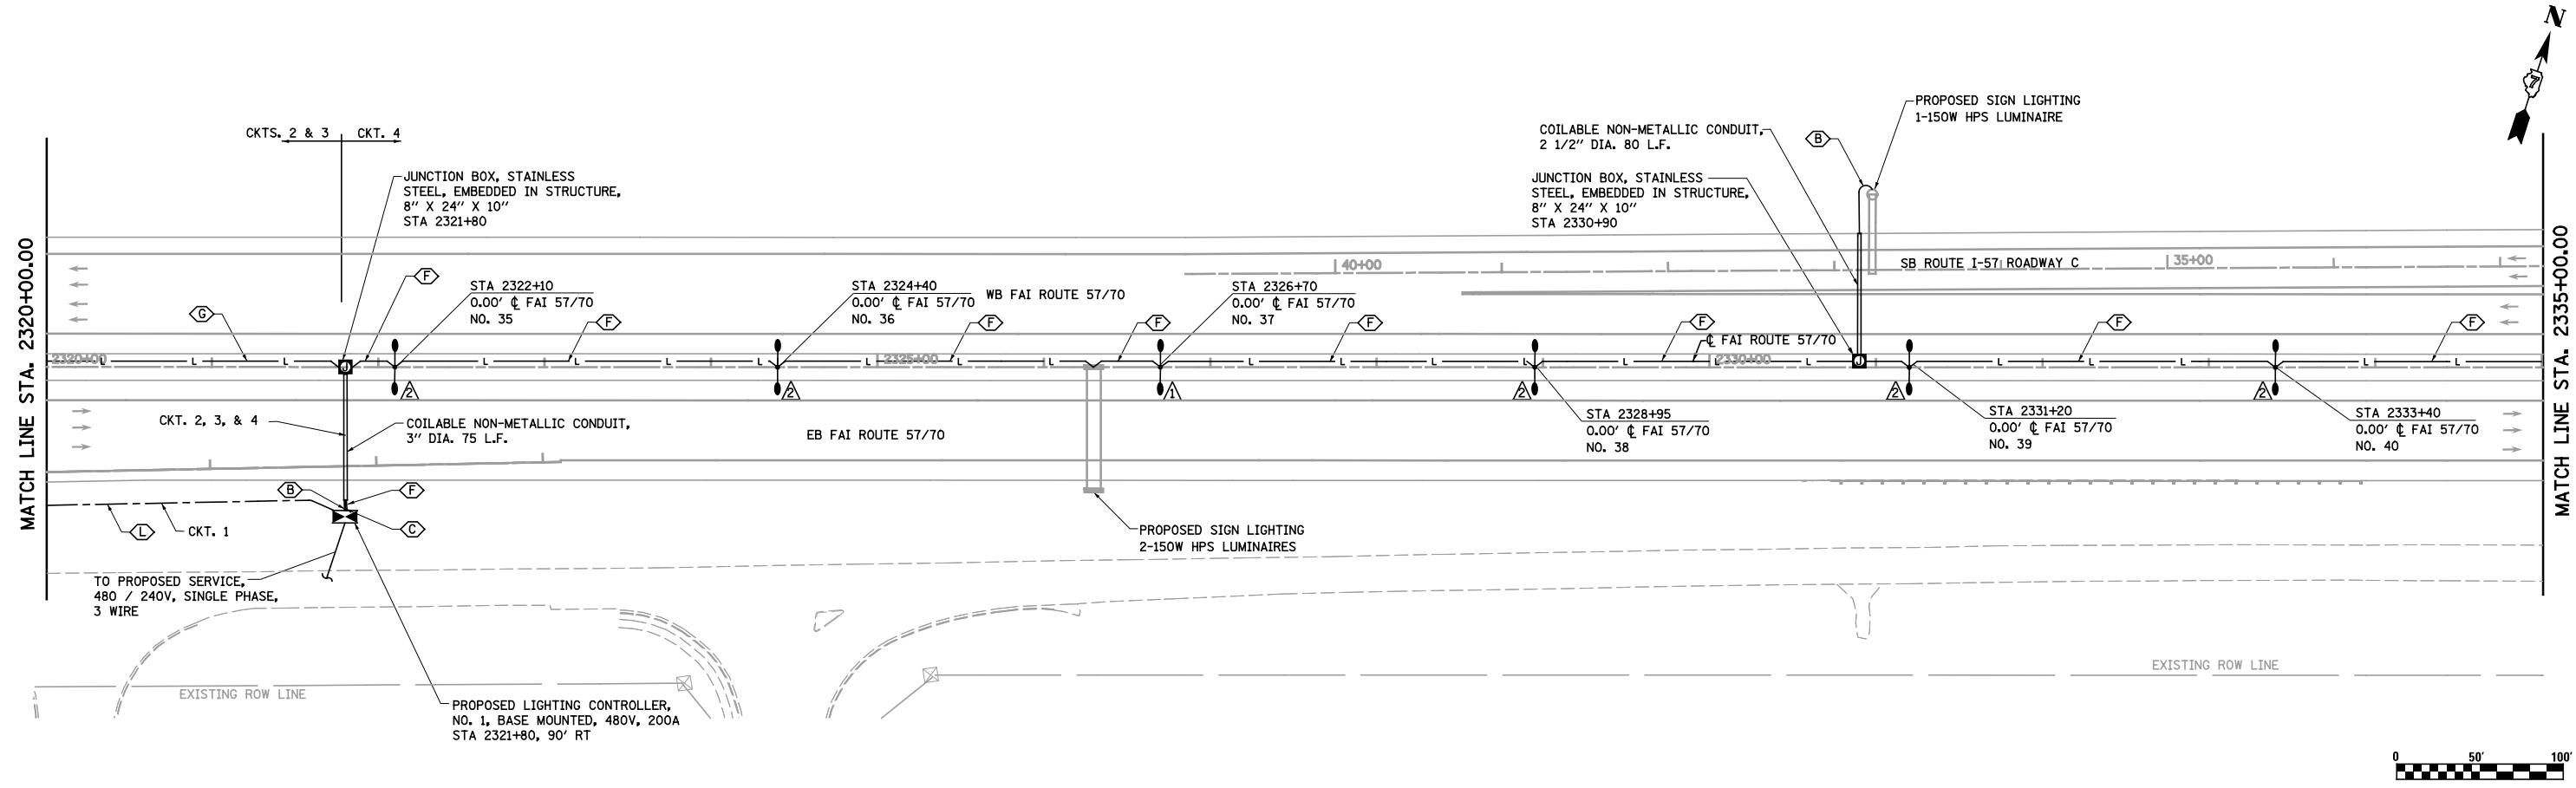 N
7
PROPOSED SIGN LIGHTING
1-150W HPS LUMINAIRE
COILABLE NON-METALLIC CONDUIT,
2 1/2" DIA. 80 L.F.
B
CKTS. 2 & 3
CKT. 4
JUNCTION BOX, STAINLESS
STEEL, EMBEDDED IN STRUCTURE,
8" X 24" X 10"
STA 2321+80
JUNCTION BOX, STAINLESS
STEEL, EMBEDDED IN STRUCTURE,
8" X 24" X 10"
STA 2330+90
MATCH LINE STA. 2320+00.00
MATCH LINE STA. 2335+00.00
40+00
SB ROUTE I-57 ROADWAY C
35+00
F
STA 2322+10
0.00' ℄ FAI 57/70
NO. 35
STA 2324+40
0.00' ℄ FAI 57/70
NO. 36
WB FAI ROUTE 57/70
STA 2326+70
0.00' ℄ FAI 57/70
NO. 37
G
F
F
F
F
F
F
F
℄ FAI ROUTE 57/70
2320+00
2325+00
2330+00
L L L L L L L L L L L L L L L L L L L L L L L L
J
J
2
2
1
2
2
2
CKT. 2, 3, & 4
COILABLE NON-METALLIC CONDUIT,
3" DIA. 75 L.F.
EB FAI ROUTE 57/70
STA 2328+95
0.00' ℄ FAI 57/70
NO. 38
STA 2331+20
0.00' ℄ FAI 57/70
NO. 39
STA 2333+40
0.00' ℄ FAI 57/70
NO. 40
B
F
C
L
CKT. 1
PROPOSED SIGN LIGHTING
2-150W HPS LUMINAIRES
TO PROPOSED SERVICE,
480 / 240V, SINGLE PHASE,
3 WIRE
EXISTING ROW LINE
EXISTING ROW LINE
PROPOSED LIGHTING CONTROLLER,
NO. 1, BASE MOUNTED, 480V, 200A
STA 2321+80, 90' RT
0 50' 100'